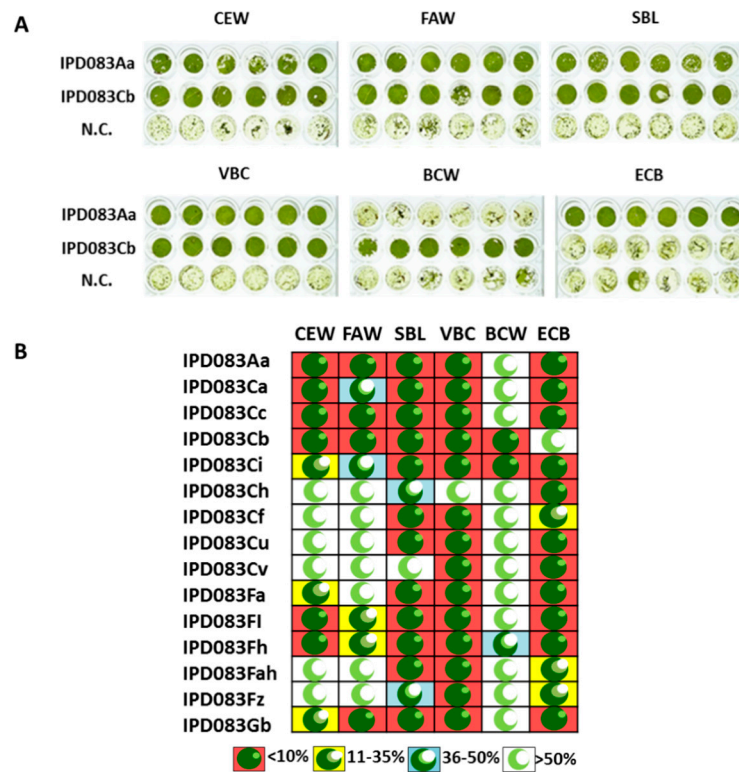 A
CEW FAW SBL
IPD083Aa
IPD083Cb
N.C.
VBC BCW ECB
IPD083Aa
IPD083Cb
N.C.
B
CEW FAW SBL VBC BCW ECB
IPD083Aa
IPD083Ca
IPD083Cc
IPD083Cb
IPD083Ci
IPD083Ch
IPD083Cf
IPD083Cu
IPD083Cv
IPD083Fa
IPD083Fl
IPD083Fh
IPD083Fah
IPD083Fz
IPD083Gb
<10% 11-35% 36-50% >50%